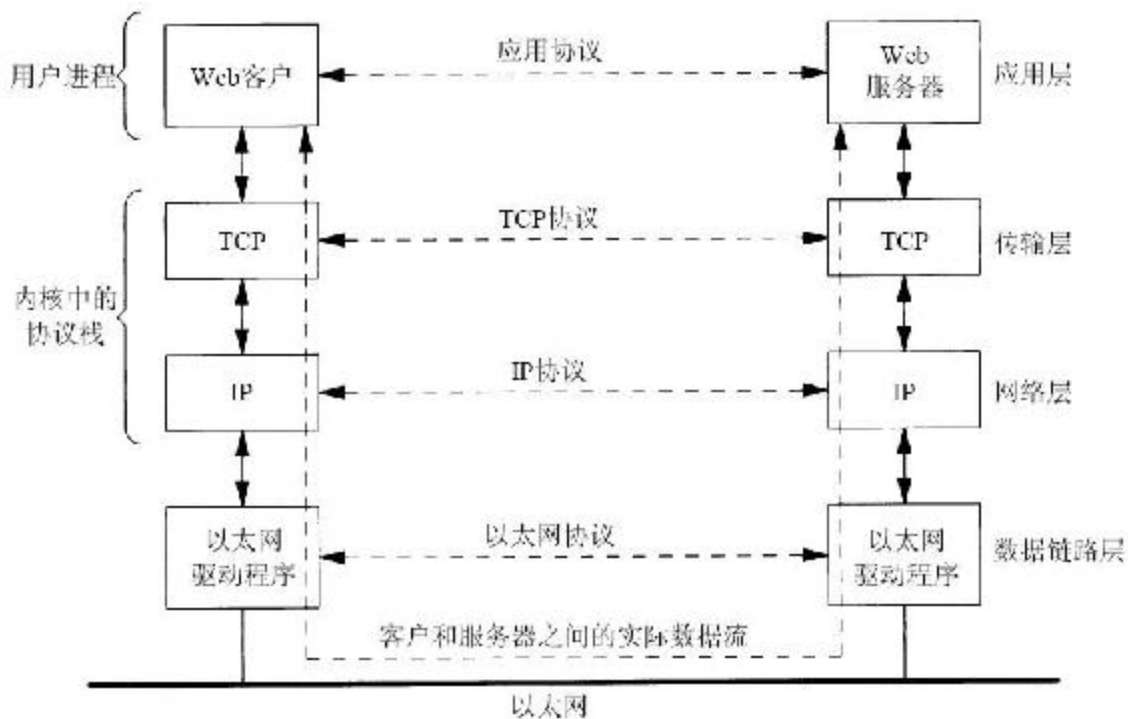 用户进程
Web客户
应用协议
Web
服务器
应用层
TCP
TCP协议
TCP
传输层
内核中的
协议栈
IP
IP协议
IP
网络层
以太网
驱动程序
以太网协议
以太网
驱动程序
数据链路层
客户和服务器之间的实际数据流
以太网